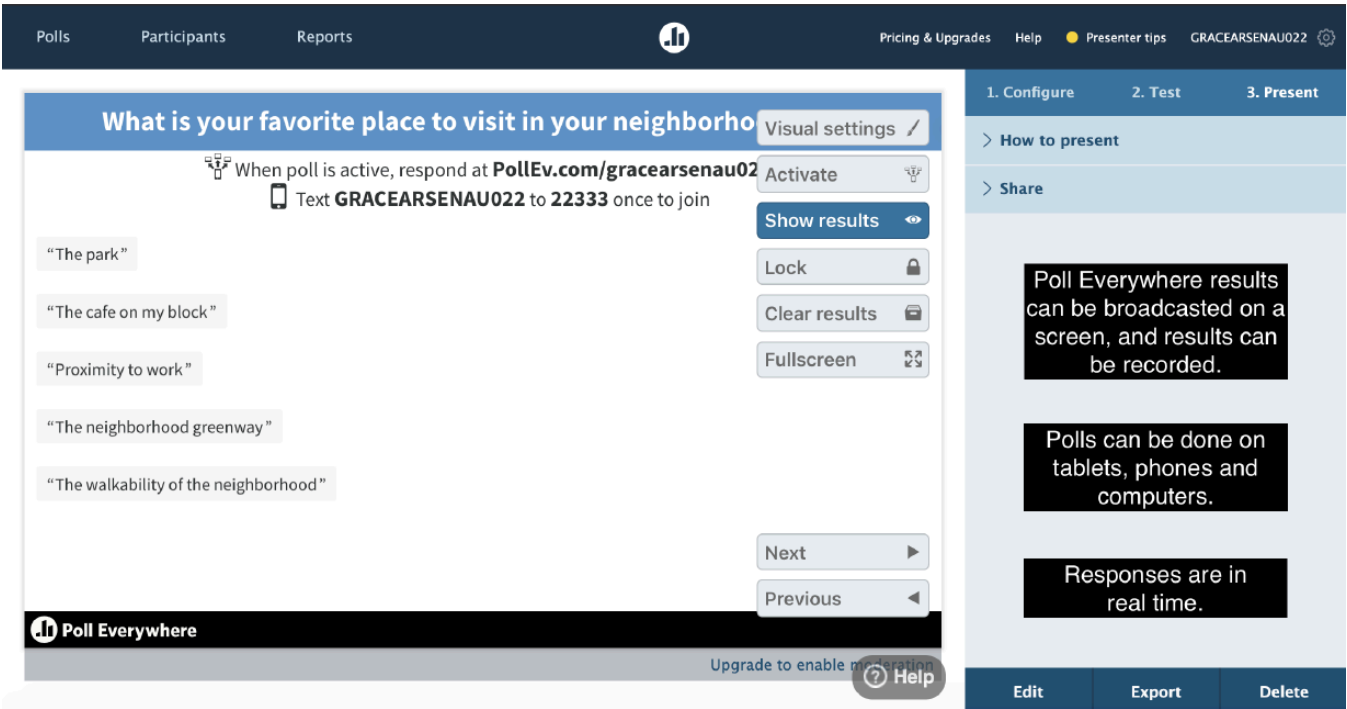 Polls Participants Reports Pricing & Upgrades Help Presenter tips GRACEARSENAU022
1. Configure 2. Test 3. Present
What is your favorite place to visit in your neighborho
When poll is active, respond at PollEv.com/gracearsenau02
Text GRACEARSENAU022 to 22333 once to join
“The park”
“The cafe on my block”
“Proximity to work”
“The neighborhood greenway”
“The walkability of the neighborhood”
Visual settings
Activate
Show results
Lock
Clear results
Fullscreen
Next
Previous
Poll Everywhere
Upgrade to enable moderation
Help
> How to present
> Share
Poll Everywhere results
can be broadcasted on a
screen, and results can
be recorded.
Polls can be done on
tablets, phones and
computers.
Responses are in
real time.
Edit Export Delete